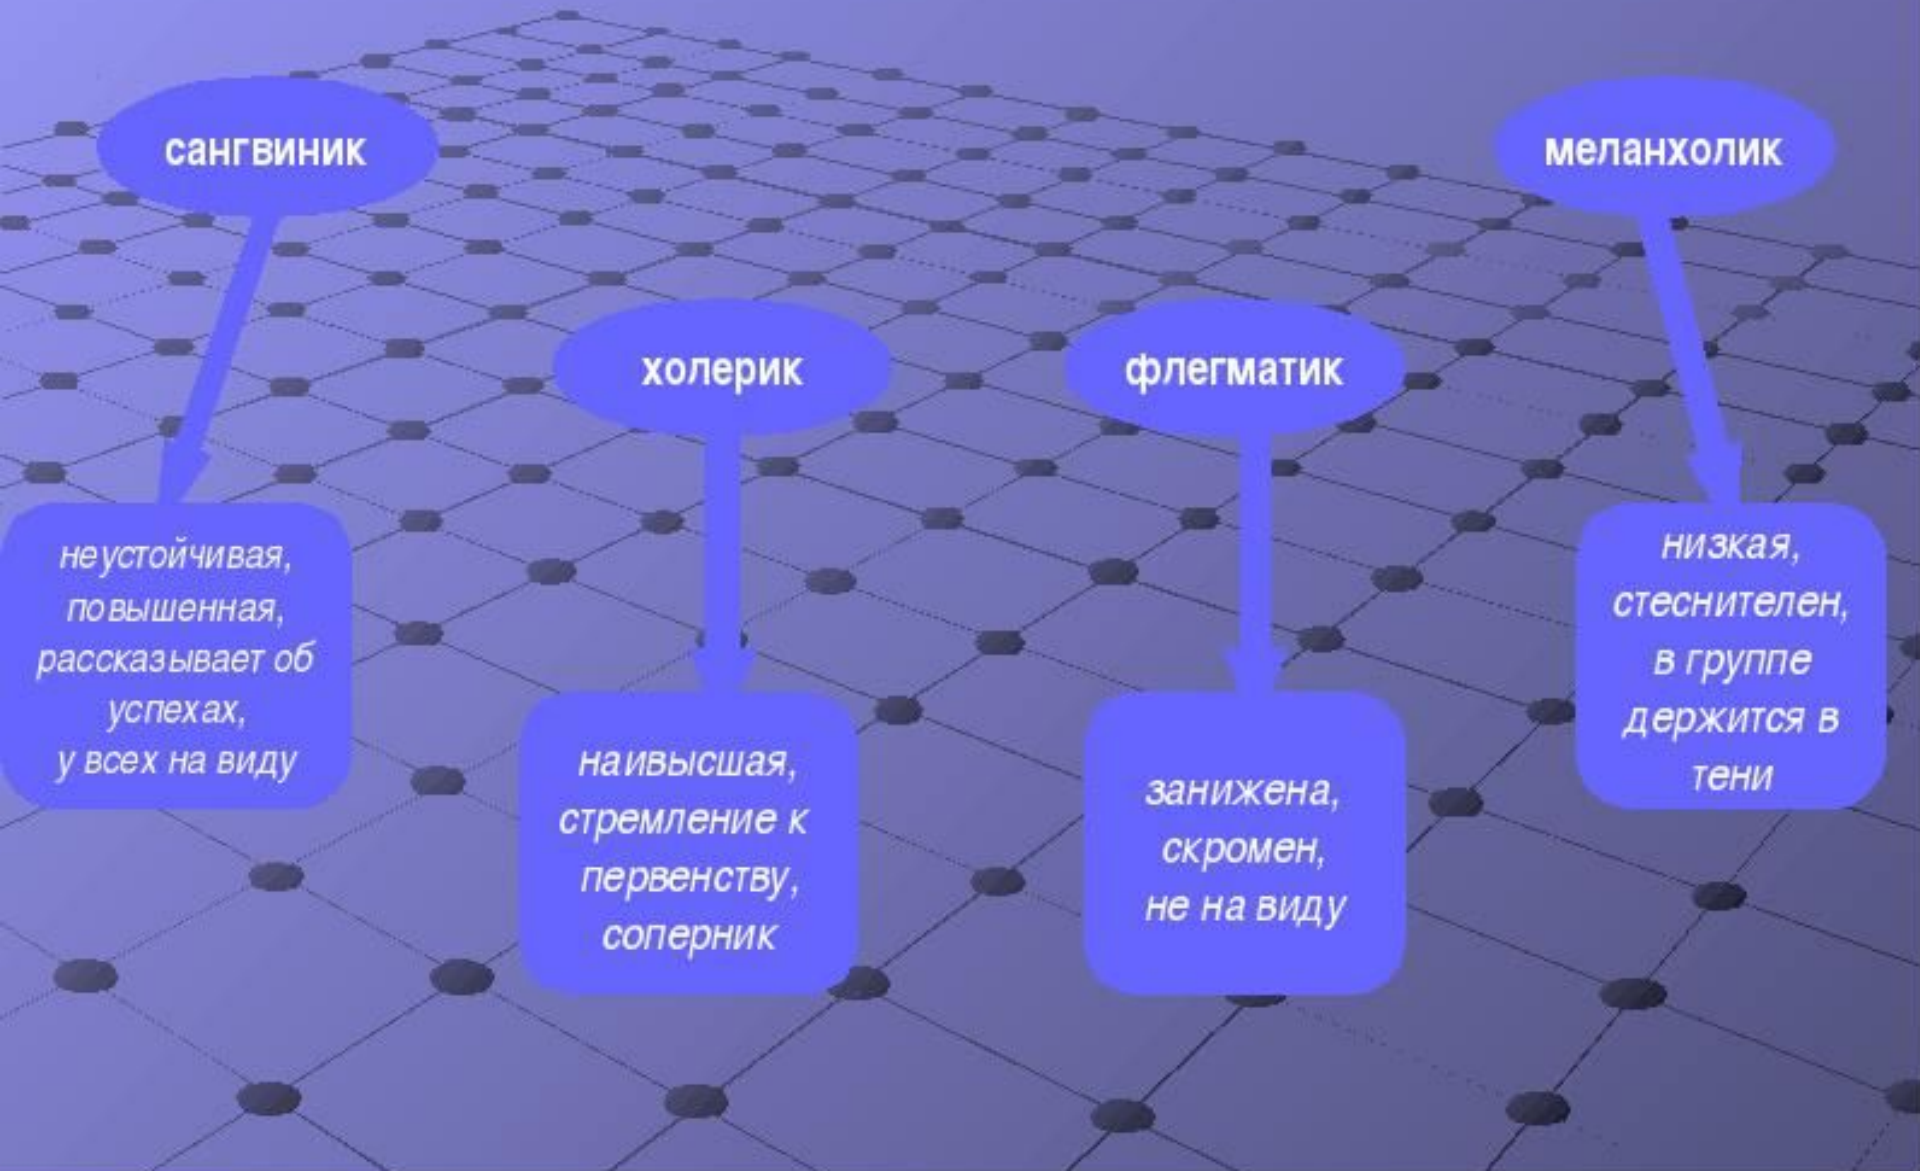 сангвиник
меланхолик
холерик
флегматик
неустойчивая,
повышенная,
рассказывает об
успехах,
у всех на виду
наивысшая,
стремление к
первенству,
соперник
занижена,
скромен,
не на виду
низкая,
стеснителен,
в группе
держится в
тени